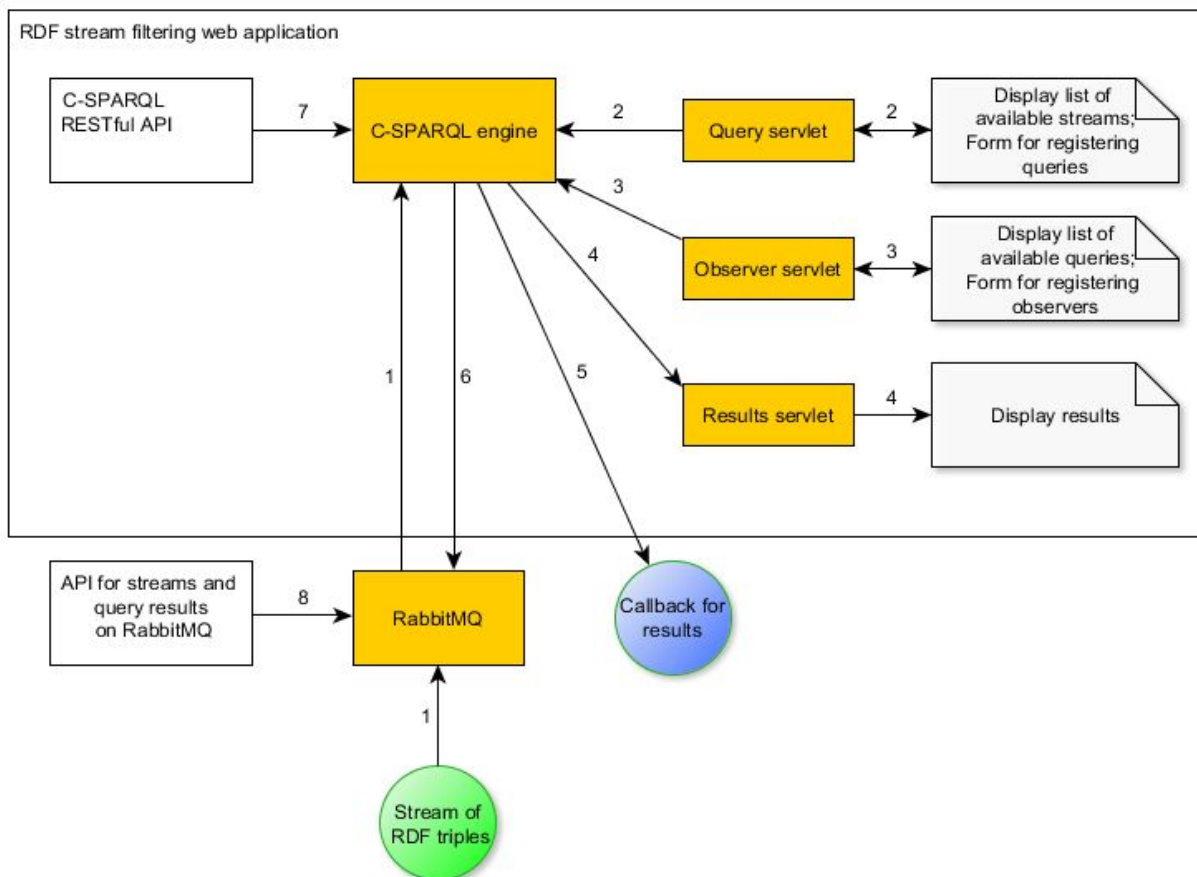 RDF stream filtering web application
C-SPARQL
RESTful API
7
C-SPARQL engine
2
Query servlet
2
Display list of
available streams;
Form for registering
queries
3
Observer servlet
3
Display list of
available queries;
Form for registering
observers
4
Results servlet
4
Display results
1
6
5
API for streams and
query results
on RabbitMQ
8
RabbitMQ
Callback for
results
1
Stream of
RDF triples